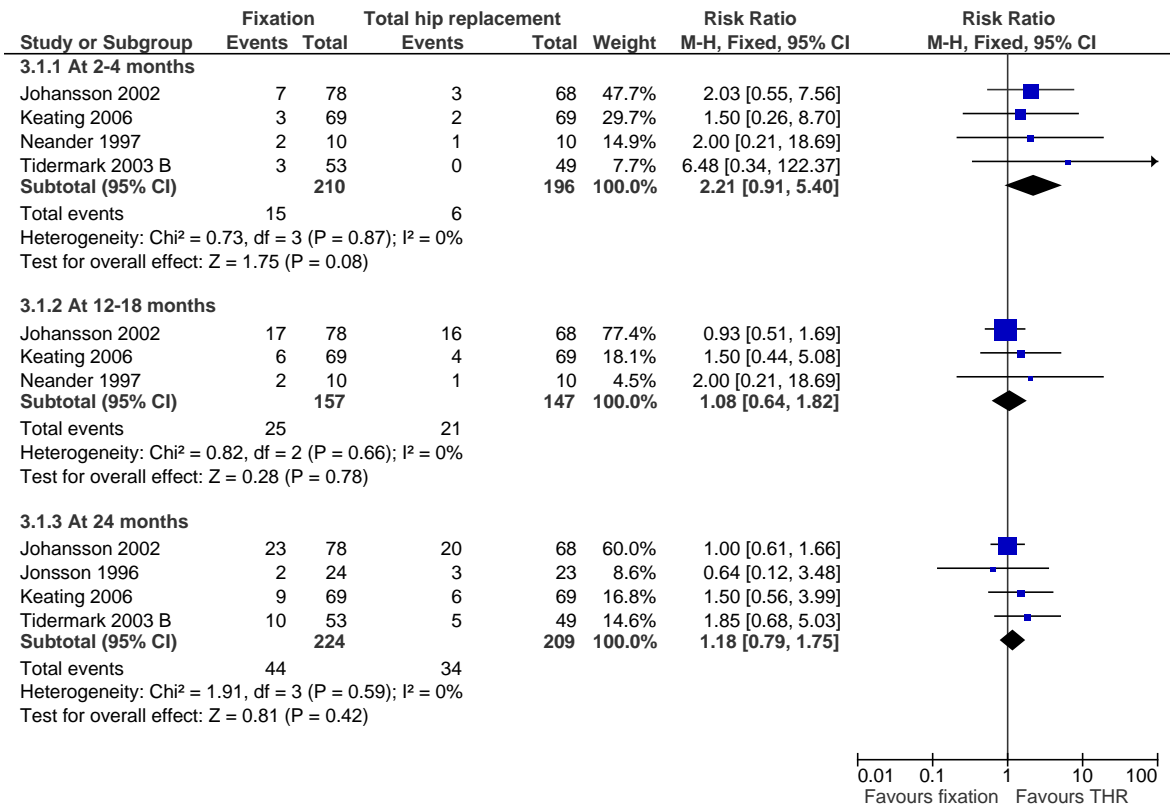 Fixation Total hip replacement Risk Ratio Risk Ratio
Study or Subgroup Events Total Events Total Weight M-H, Fixed, 95% CI M-H, Fixed, 95% CI
3.1.1 At 2-4 months
Johansson 2002 7 78 3 68 47.7% 2.03 [0.55, 7.56]
Keating 2006 3 69 2 69 29.7% 1.50 [0.26, 8.70]
Neander 1997 2 10 1 10 14.9% 2.00 [0.21, 18.69]
Tidermark 2003 B 3 53 0 49 7.7% 6.48 [0.34, 122.37]
Subtotal (95% CI) 210 196 100.0% 2.21 [0.91, 5.40]
Total events 15 6
Heterogeneity: Chi² = 0.73, df = 3 (P = 0.87); I² = 0%
Test for overall effect: Z = 1.75 (P = 0.08)
3.1.2 At 12-18 months
Johansson 2002 17 78 16 68 77.4% 0.93 [0.51, 1.69]
Keating 2006 6 69 4 69 18.1% 1.50 [0.44, 5.08]
Neander 1997 2 10 1 10 4.5% 2.00 [0.21, 18.69]
Subtotal (95% CI) 157 147 100.0% 1.08 [0.64, 1.82]
Total events 25 21
Heterogeneity: Chi² = 0.82, df = 2 (P = 0.66); I² = 0%
Test for overall effect: Z = 0.28 (P = 0.78)
3.1.3 At 24 months
Johansson 2002 23 78 20 68 60.0% 1.00 [0.61, 1.66]
Jonsson 1996 2 24 3 23 8.6% 0.64 [0.12, 3.48]
Keating 2006 9 69 6 69 16.8% 1.50 [0.56, 3.99]
Tidermark 2003 B 10 53 5 49 14.6% 1.85 [0.68, 5.03]
Subtotal (95% CI) 224 209 100.0% 1.18 [0.79, 1.75]
Total events 44 34
Heterogeneity: Chi² = 1.91, df = 3 (P = 0.59); I² = 0%
Test for overall effect: Z = 0.81 (P = 0.42)
0.01 0.1 1 10 100
Favours fixation Favours THR